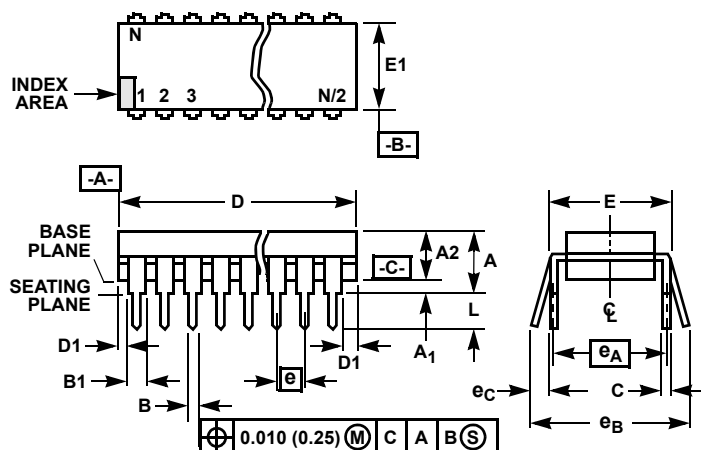 N
E1
INDEX
AREA
1 2 3 N/2
-B-
-A-
D
E
BASE
PLANE
A2
A
-C-
SEATING
PLANE
L
℄
D1
A1
D1
eA
B1
e
eC
C
B
eB
0.010 (0.25) Ⓜ C A B Ⓢ